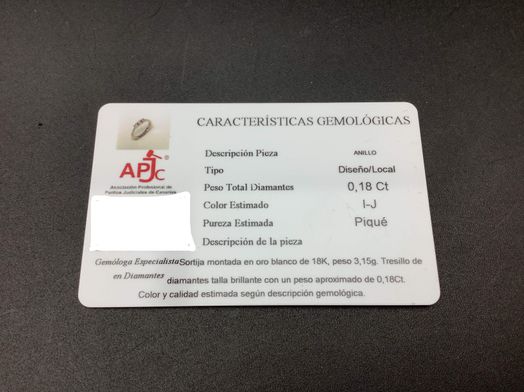 CARACTERÍSTICAS GEMOLÓGICAS
APJC®
Asociación Profesional de
Peritos Judiciales de Canarias
Descripción Pieza ANILLO
Tipo Diseño/Local
Peso Total Diamantes 0,18 Ct
Color Estimado I-J
Pureza Estimada Piqué
Descripción de la pieza
Gemóloga Especialista
en Diamantes
Sortija montada en oro blanco de 18K, peso 3,15g. Tresillo de
diamantes talla brillante con un peso aproximado de 0,18Ct.
Color y calidad estimada según descripción gemológica.